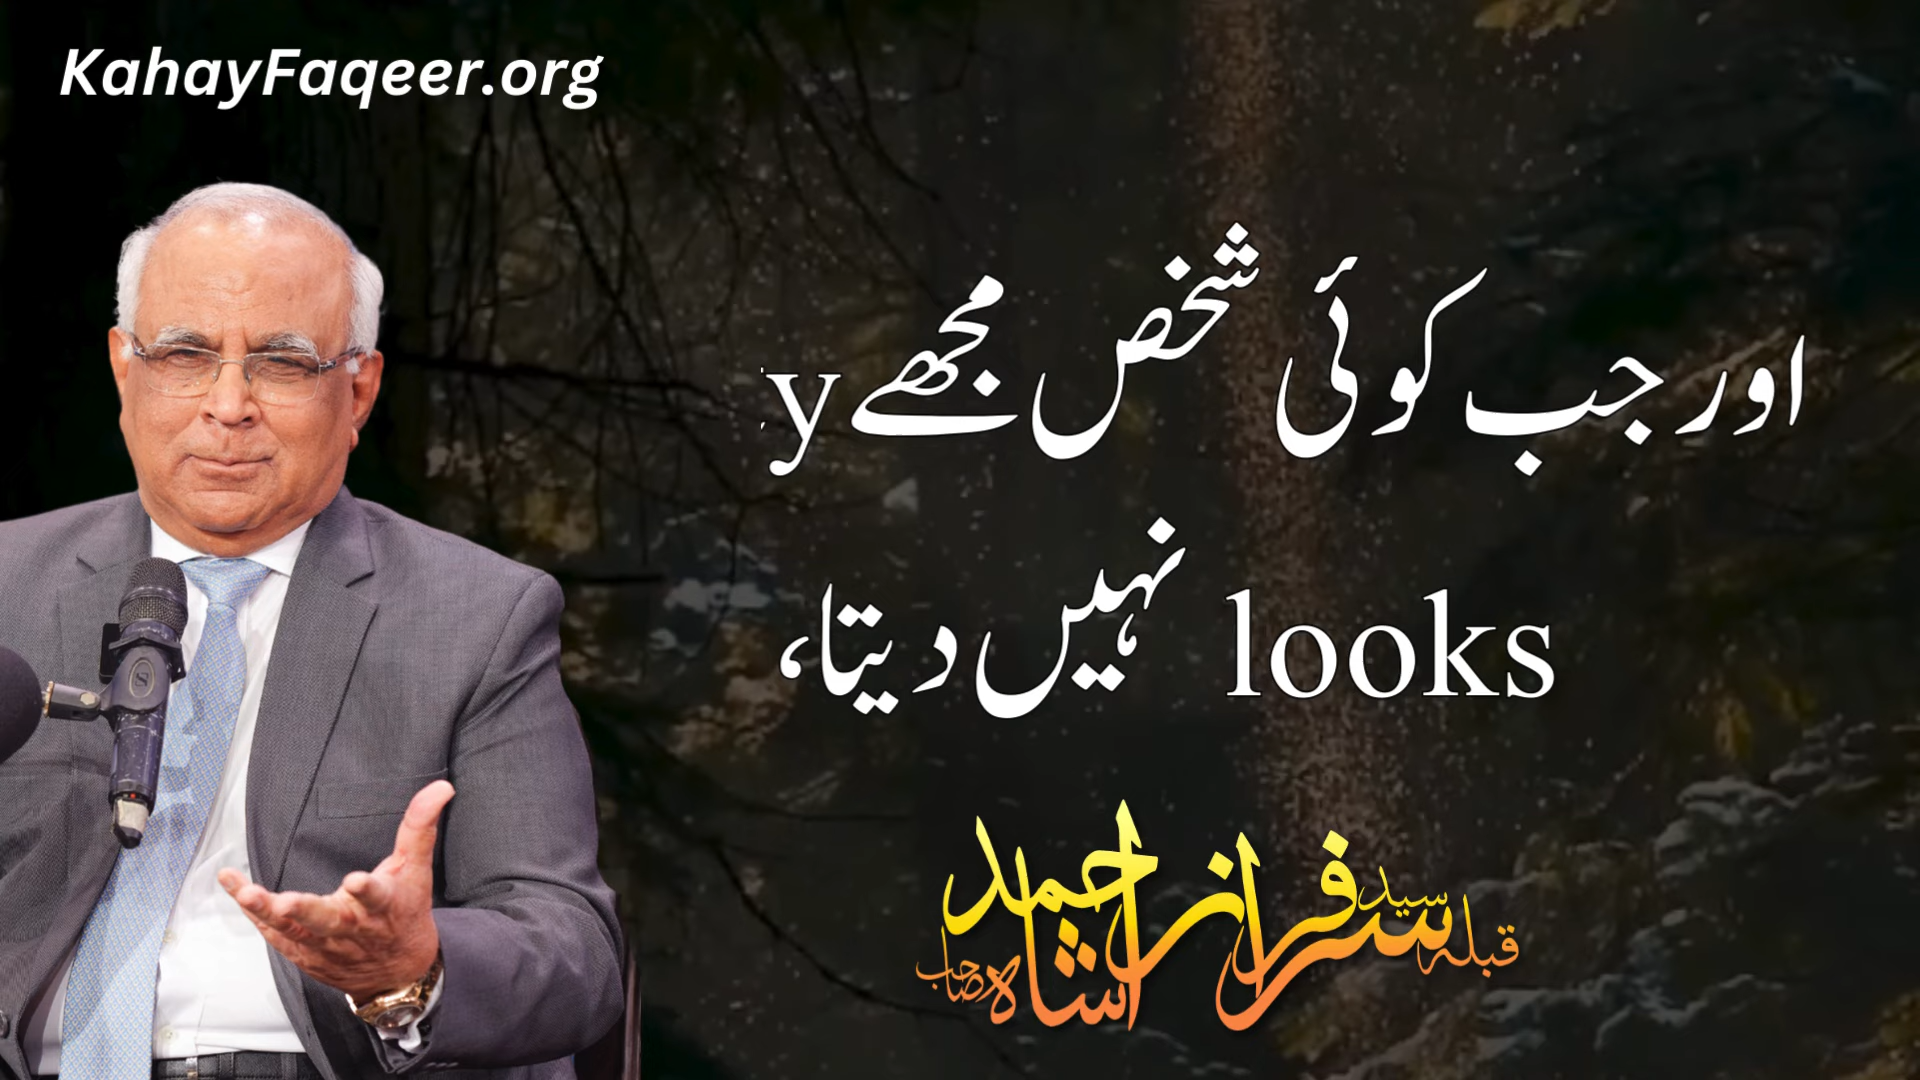 KahayFaqeer.org
اور جب کوئی شخص مجھے y
looks نہیں دیتا،
قبلہ سید سرفراز احمد شاہ صاحب